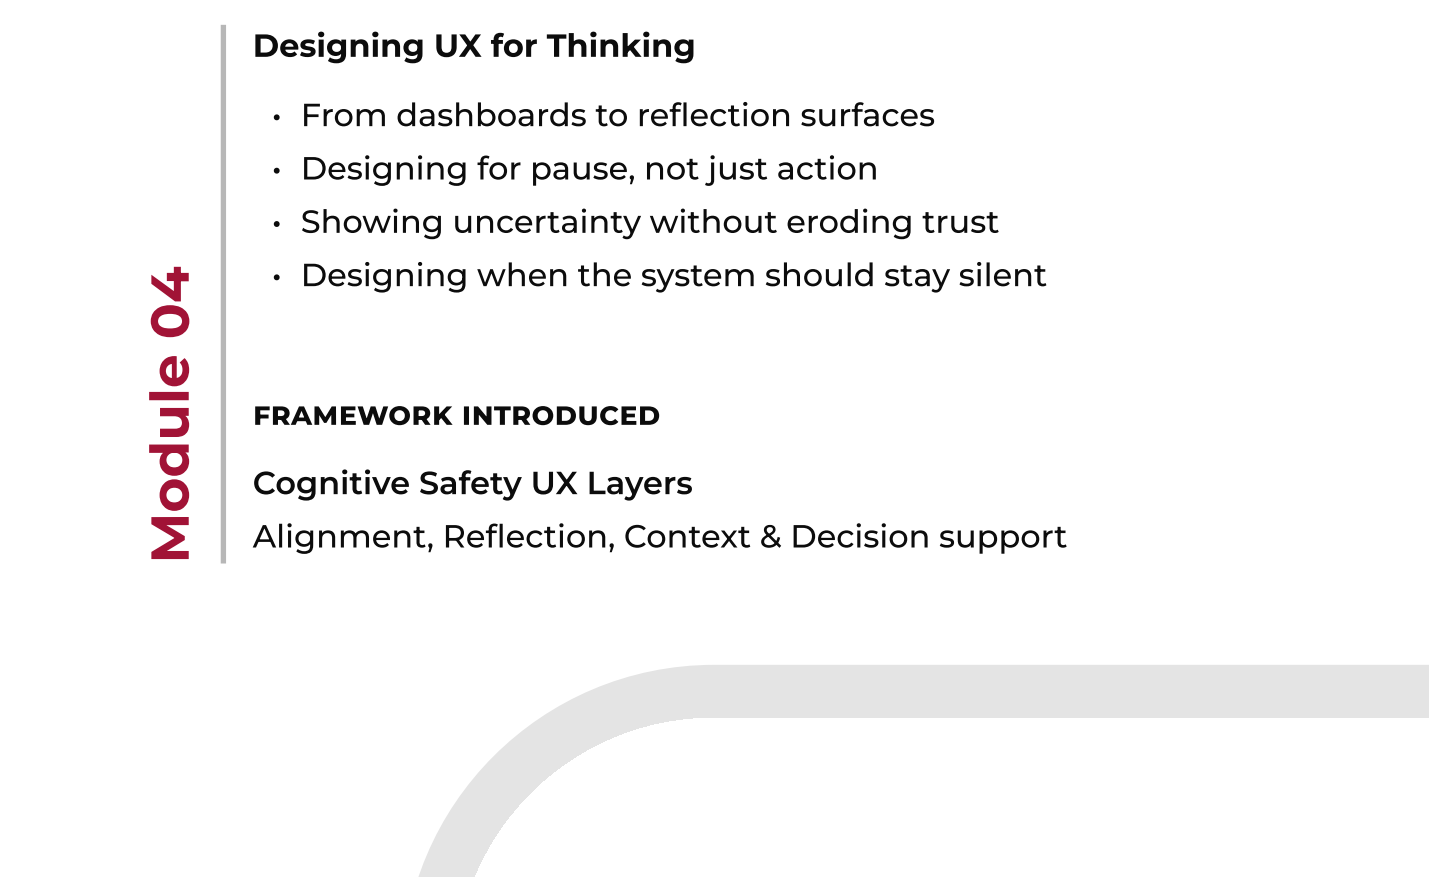 Designing UX for Thinking
• From dashboards to reflection surfaces
• Designing for pause, not just action
• Showing uncertainty without eroding trust
• Designing when the system should stay silent
Module 04
FRAMEWORK INTRODUCED
Cognitive Safety UX Layers
Alignment, Reflection, Context & Decision support